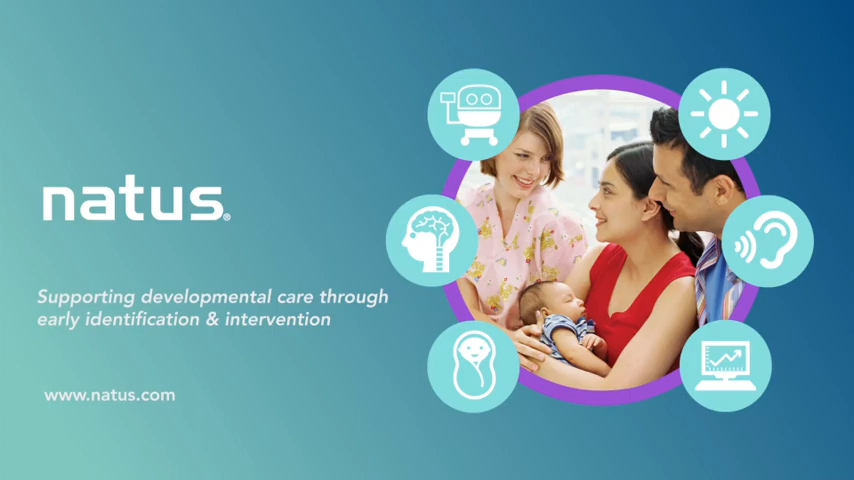 natus®
Supporting developmental care through
early identification & intervention
www.natus.com